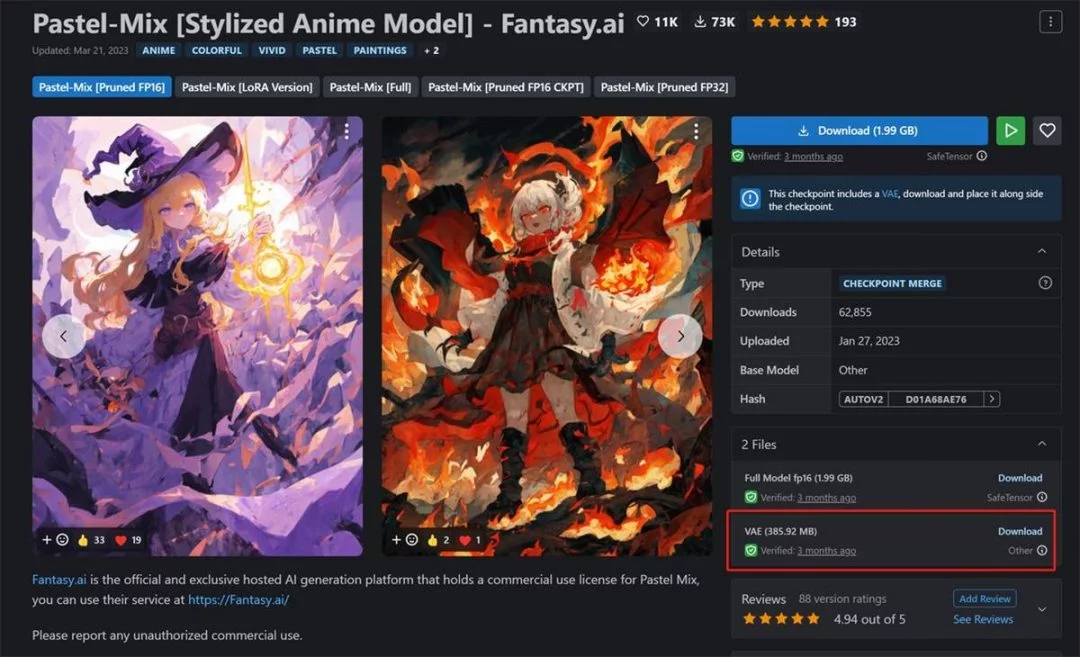 Pastel-Mix [Stylized Anime Model] - Fantasy.ai 11K 73K 193
Updated: Mar 21, 2023 ANIME COLORFUL VIVID PASTEL PAINTINGS + 2
Pastel-Mix [Pruned FP16] Pastel-Mix [LoRA Version] Pastel-Mix [Full] Pastel-Mix [Pruned FP16 CKPT] Pastel-Mix [Pruned FP32]
Download (1.99 GB)
Verified: 3 months ago SafeTensor
This checkpoint includes a VAE, download and place it along side
the checkpoint.
Details
Type CHECKPOINT MERGE
Downloads 62,855
Uploaded Jan 27, 2023
Base Model Other
Hash AUTOV2 D01A68AE76
2 Files
Full Model fp16 (1.99 GB) Download
Verified: 3 months ago SafeTensor
VAE (385.92 MB) Download
Verified: 3 months ago Other
33 19
2 1
Fantasy.ai is the official and exclusive hosted AI generation platform that holds a commercial use license for Pastel Mix,
you can use their service at https://Fantasy.ai/
Please report any unauthorized commercial use.
Reviews 88 version ratings Add Review
4.94 out of 5 See Reviews